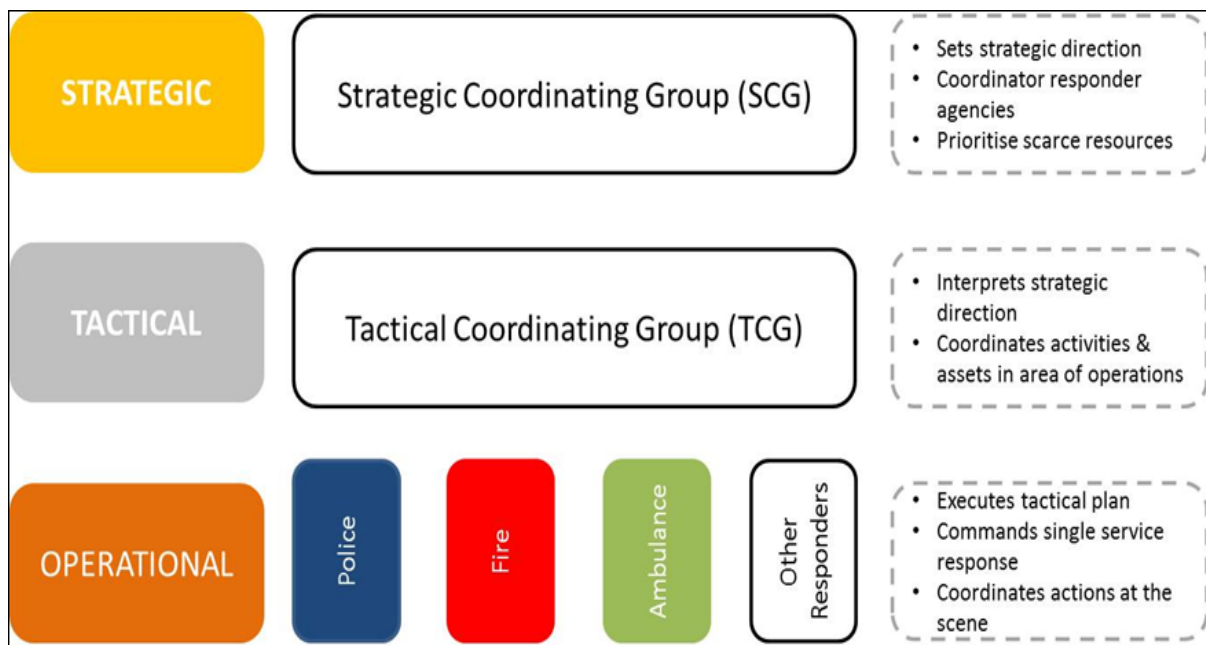 STRATEGIC
Strategic Coordinating Group (SCG)
• Sets strategic direction
• Coordinator responder
agencies
• Prioritise scarce resources
TACTICAL
Tactical Coordinating Group (TCG)
• Interprets strategic
direction
• Coordinates activities &
assets in area of operations
OPERATIONAL
Police
Fire
Ambulance
Other
Responders
• Executes tactical plan
• Commands single service
response
• Coordinates actions at the
scene